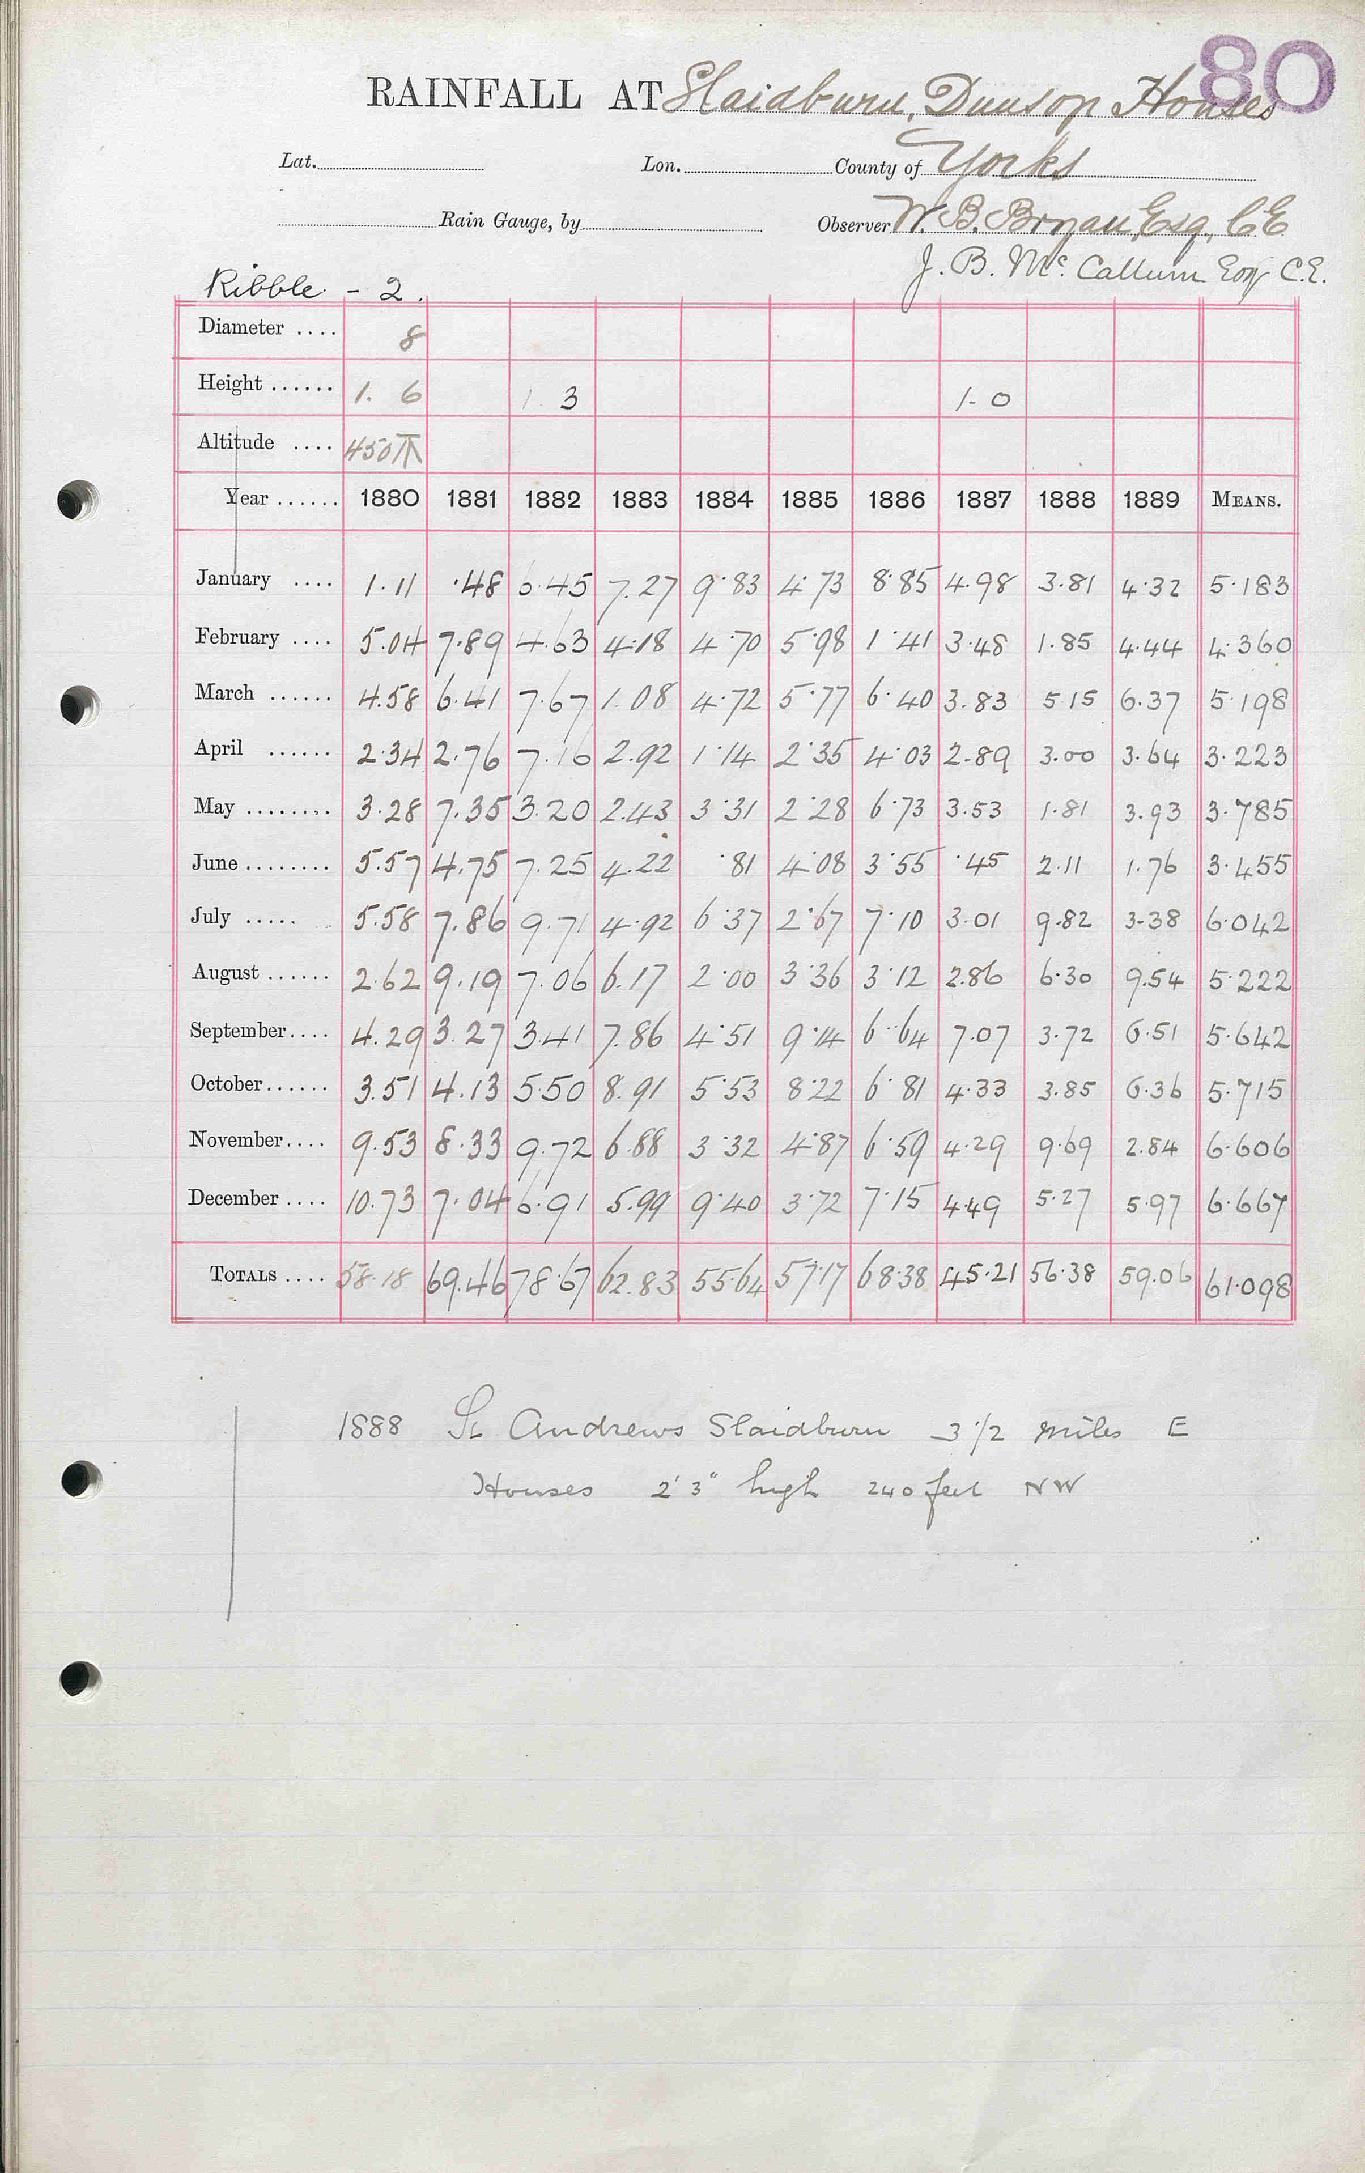 80
RAINFALL AT Slaidburn, Dunsop Houses
Lat. Lon. County of Yorks
Rain Gauge, by Observer W. B. Bryan, Esq., C.E.
J. B. Mc. Callum Esq C.E.
Ribble - 2.
Diameter .... 8
Height ...... 1. 6 1 3 1-0
Altitude .... 450
Year ...... 1880 1881 1882 1883 1884 1885 1886 1887 1888 1889 MEANS.
January .... 1.11 .48 6.45 7.27 9.83 4.73 8.85 4.98 3.81 4.32 5.183
February .... 5.04 7.89 4.63 4.18 4.70 5.98 1.41 3.48 1.85 4.44 4.360
March ...... 4.58 6.41 7.67 1.08 4.72 5.77 6.40 3.83 5.15 6.37 5.198
April ...... 2.34 2.76 7.16 2.92 1.14 2.35 4.03 2.89 3.00 3.64 3.223
May ........ 3.28 7.35 3.20 2.43 3.31 2.28 6.73 3.53 1.81 3.93 3.785
June ........ 5.57 4.75 7.25 4.22 .81 4.08 3.55 .45 2.11 1.76 3.455
July ..... 5.58 7.86 9.71 4.92 6.37 2.67 7.10 3.01 9.82 3.38 6.042
August ...... 2.62 9.19 7.06 6.17 2.00 3.36 3.12 2.86 6.30 9.54 5.222
September.... 4.29 3.27 3.41 7.86 4.51 9.14 6.64 7.07 3.72 6.51 5.642
October...... 3.51 4.13 5.50 8.91 5.53 8.22 6.81 4.33 3.85 6.36 5.715
November.... 9.53 8.33 9.72 6.88 3.32 4.87 6.59 4.29 9.69 2.84 6.606
December .... 10.73 7.04 6.91 5.99 9.40 3.72 7.15 4.49 5.27 5.97 6.667
TOTALS .... 58.18 69.46 78.67 62.83 55.64 57.17 68.38 45.21 56.38 59.06 61.098
1888 St Andrews Slaidburn 3 1/2 miles E
Houses 2' 3" high 240 feet NW